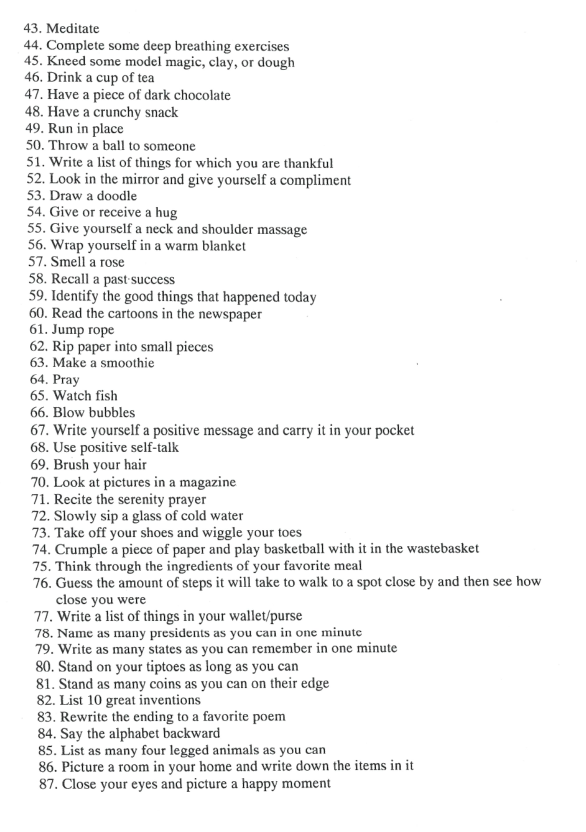 43. Meditate
44. Complete some deep breathing exercises
45. Kneed some model magic, clay, or dough
46. Drink a cup of tea
47. Have a piece of dark chocolate
48. Have a crunchy snack
49. Run in place
50. Throw a ball to someone
51. Write a list of things for which you are thankful
52. Look in the mirror and give yourself a compliment
53. Draw a doodle
54. Give or receive a hug
55. Give yourself a neck and shoulder massage
56. Wrap yourself in a warm blanket
57. Smell a rose
58. Recall a past success
59. Identify the good things that happened today
60. Read the cartoons in the newspaper
61. Jump rope
62. Rip paper into small pieces
63. Make a smoothie
64. Pray
65. Watch fish
66. Blow bubbles
67. Write yourself a positive message and carry it in your pocket
68. Use positive self-talk
69. Brush your hair
70. Look at pictures in a magazine
71. Recite the serenity prayer
72. Slowly sip a glass of cold water
73. Take off your shoes and wiggle your toes
74. Crumple a piece of paper and play basketball with it in the wastebasket
75. Think through the ingredients of your favorite meal
76. Guess the amount of steps it will take to walk to a spot close by and then see how
close you were
77. Write a list of things in your wallet/purse
78. Name as many presidents as you can in one minute
79. Write as many states as you can remember in one minute
80. Stand on your tiptoes as long as you can
81. Stand as many coins as you can on their edge
82. List 10 great inventions
83. Rewrite the ending to a favorite poem
84. Say the alphabet backward
85. List as many four legged animals as you can
86. Picture a room in your home and write down the items in it
87. Close your eyes and picture a happy moment